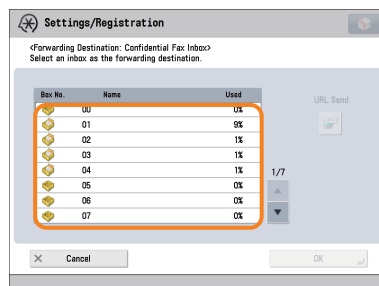 Settings/Registration
<Forwarding Destination: Confidential Fax Inbox>
Select an inbox as the forwarding destination.
Box No. Name Used
00 0%
01 9%
02 1%
03 1%
04 1%
05 0%
06 0%
07 0%
URL Send
1/7
Cancel
OK